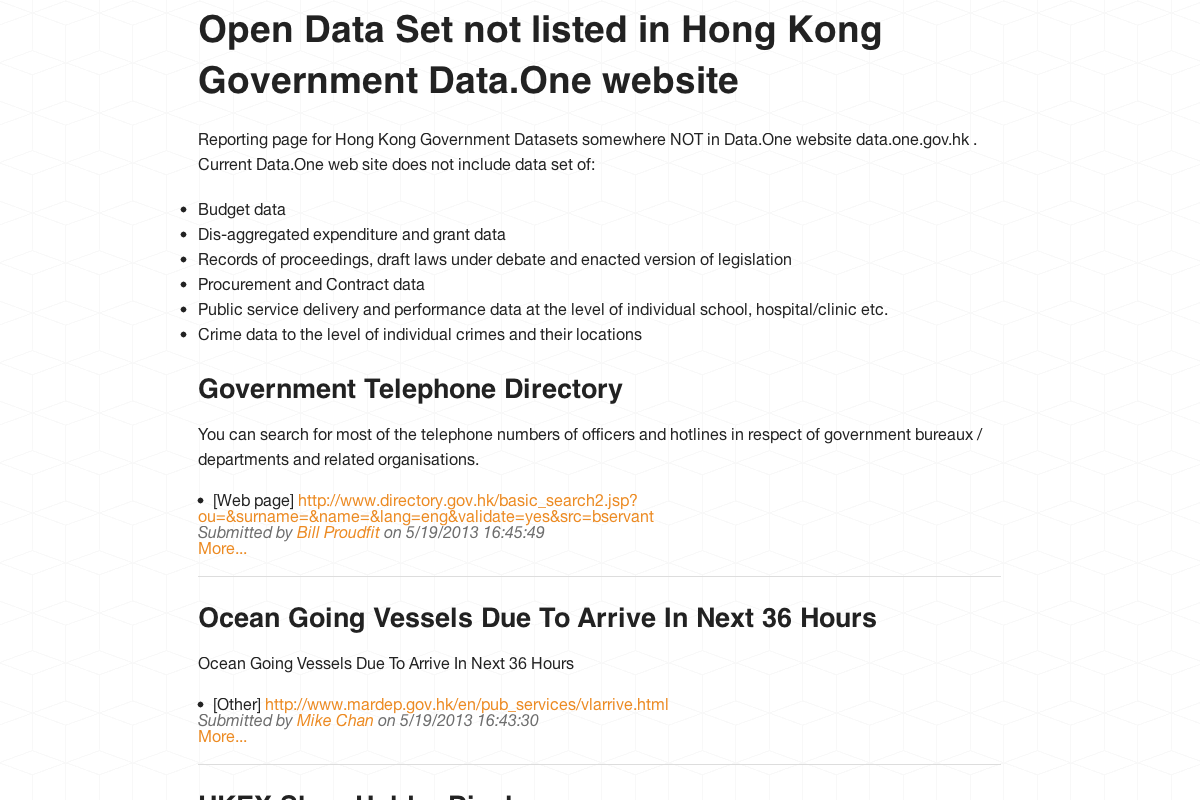 Open Data Set not listed in Hong Kong
Government Data.One website
Reporting page for Hong Kong Government Datasets somewhere NOT in Data.One website data.one.gov.hk .
Current Data.One web site does not include data set of:
• Budget data
• Dis-aggregated expenditure and grant data
• Records of proceedings, draft laws under debate and enacted version of legislation
• Procurement and Contract data
• Public service delivery and performance data at the level of individual school, hospital/clinic etc.
• Crime data to the level of individual crimes and their locations
Government Telephone Directory
You can search for most of the telephone numbers of officers and hotlines in respect of government bureaux /
departments and related organisations.
• [Web page] http://www.directory.gov.hk/basic_search2.jsp?
ou=&surname=&name=&lang=eng&validate=yes&src=bservant
Submitted by Bill Proudfit on 5/19/2013 16:45:49
More...
Ocean Going Vessels Due To Arrive In Next 36 Hours
Ocean Going Vessels Due To Arrive In Next 36 Hours
• [Other] http://www.mardep.gov.hk/en/pub_services/vlarrive.html
Submitted by Mike Chan on 5/19/2013 16:43:30
More...